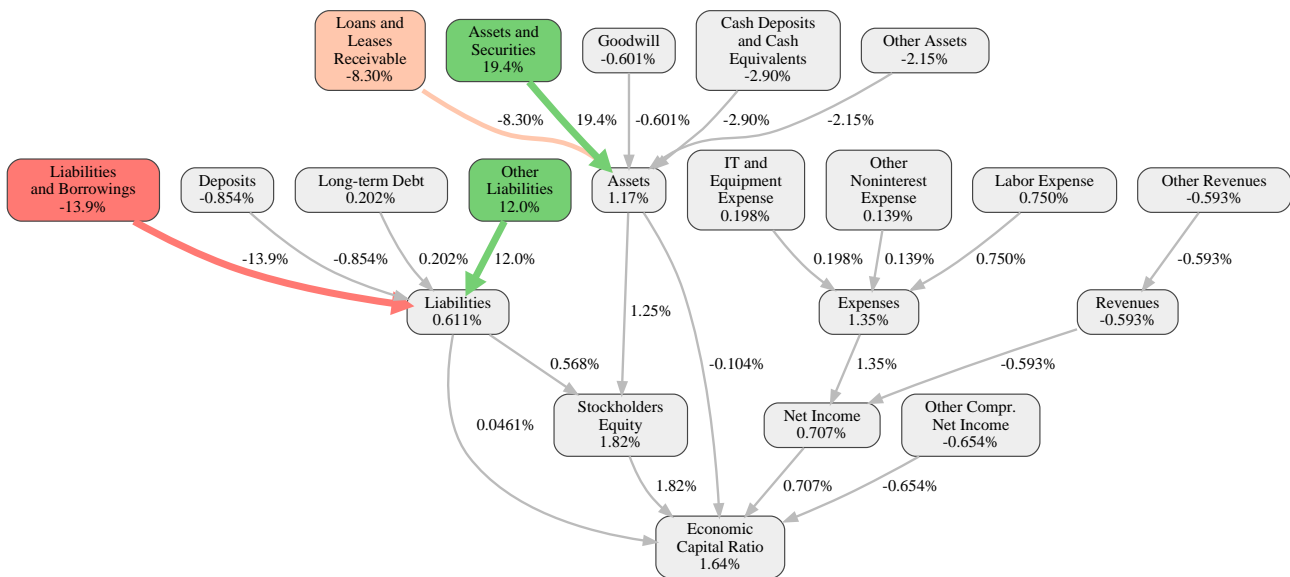 Loans and
Leases
Receivable
-8.30%
Assets and
Securities
19.4%
Goodwill
-0.601%
Cash Deposits
and Cash
Equivalents
-2.90%
Other Assets
-2.15%
-8.30%
19.4%
-0.601%
-2.90%
-2.15%
Liabilities
and Borrowings
-13.9%
Deposits
-0.854%
Long-term Debt
0.202%
Other
Liabilities
12.0%
Assets
1.17%
IT and
Equipment
Expense
0.198%
Other
Noninterest
Expense
0.139%
Labor Expense
0.750%
Other Revenues
-0.593%
-13.9%
-0.854%
0.202%
12.0%
0.198%
0.139%
0.750%
-0.593%
Liabilities
0.611%
Expenses
1.35%
Revenues
-0.593%
1.25%
0.568%
-0.104%
1.35%
-0.593%
0.0461%
Stockholders
Equity
1.82%
Net Income
0.707%
Other Compr.
Net Income
-0.654%
1.82%
0.707%
-0.654%
Economic
Capital Ratio
1.64%